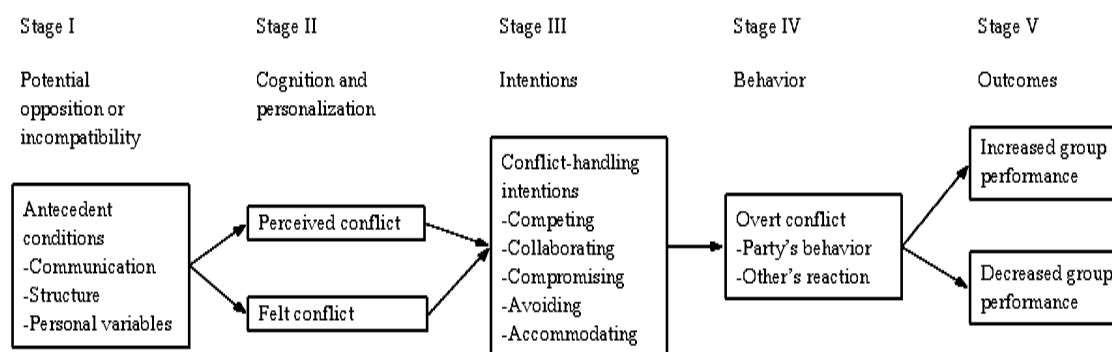 Stage I
Potential
opposition or
incompatibility
Antecedent
conditions
-Communication
-Structure
-Personal variables
Stage II
Cognition and
personalization
Perceived conflict
Felt conflict
Stage III
Intentions
Conflict-handling
intentions
-Competing
-Collaborating
-Compromising
-Avoiding
-Accommodating
Stage IV
Behavior
Overt conflict
-Party's behavior
-Other's reaction
Stage V
Outcomes
Increased group
performance
Decreased group
performance